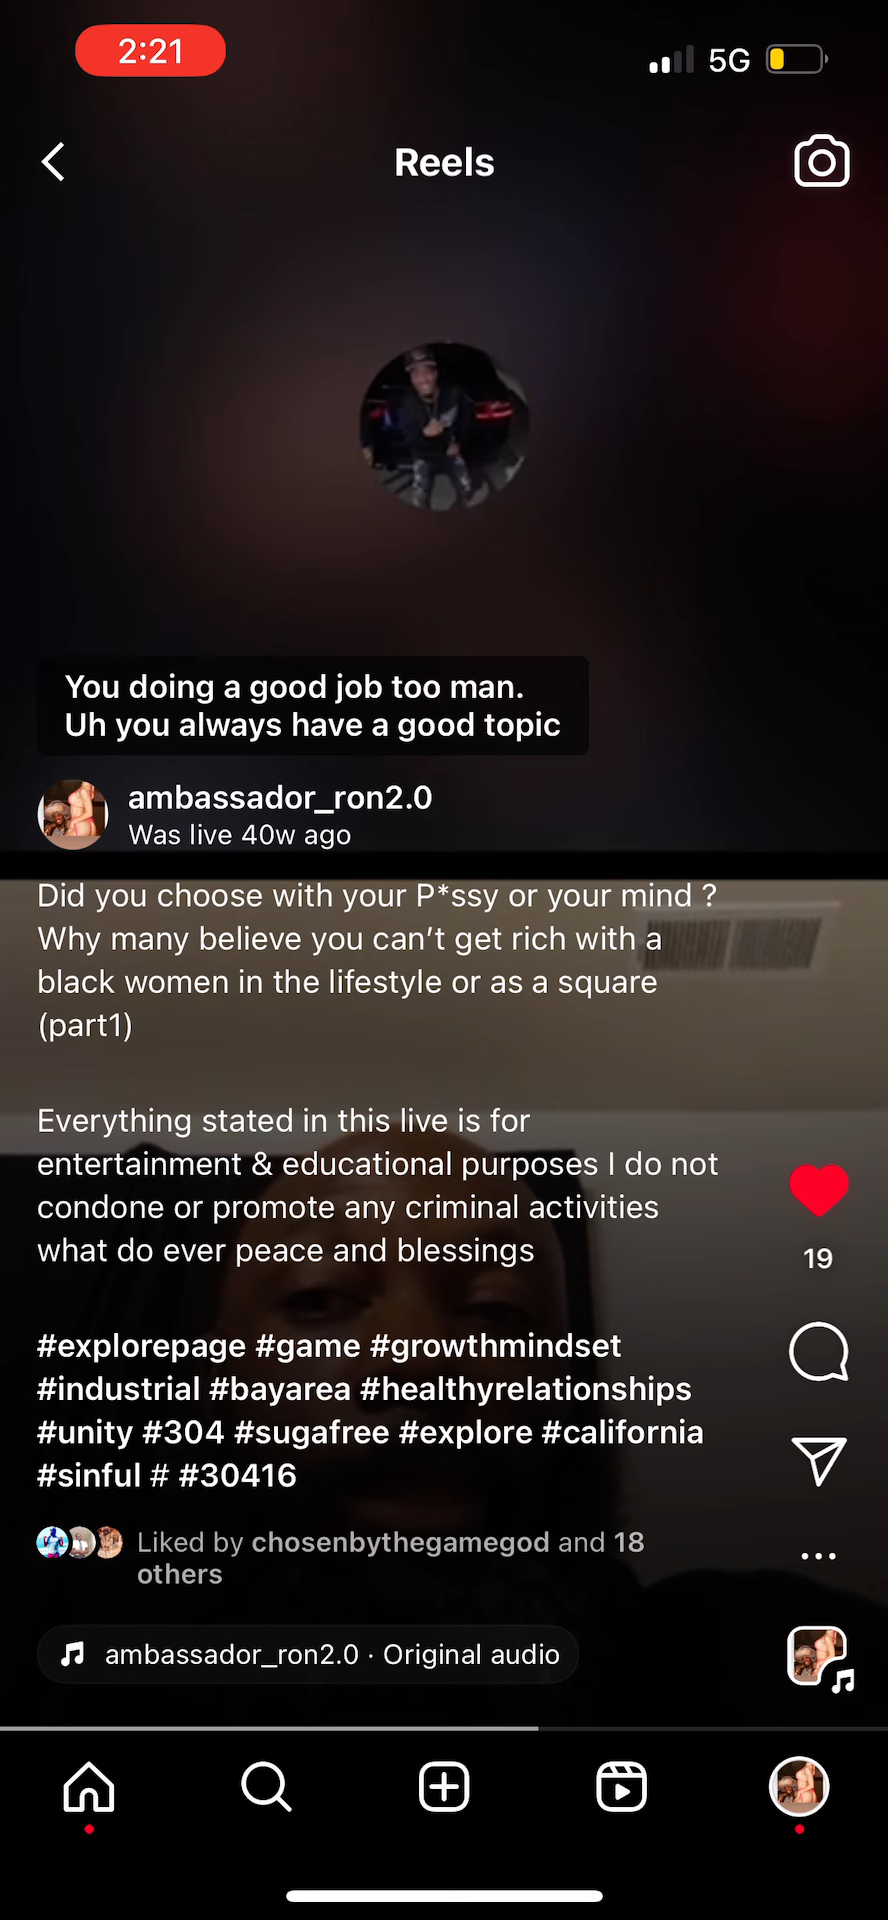 2:21
5G
Reels
You doing a good job too man.
Uh you always have a good topic
ambassador_ron2.0
Was live 40w ago
Did you choose with your P*ssy or your mind ?
Why many believe you can’t get rich with a
black women in the lifestyle or as a square
(part1)
Everything stated in this live is for
entertainment & educational purposes I do not
condone or promote any criminal activities
what do ever peace and blessings
#explorepage #game #growthmindset
#industrial #bayarea #healthyrelationships
#unity #304 #sugafree #explore #california
#sinful # #30416
19
Liked by chosenbythegamegod and 18
others
ambassador_ron2.0 · Original audio